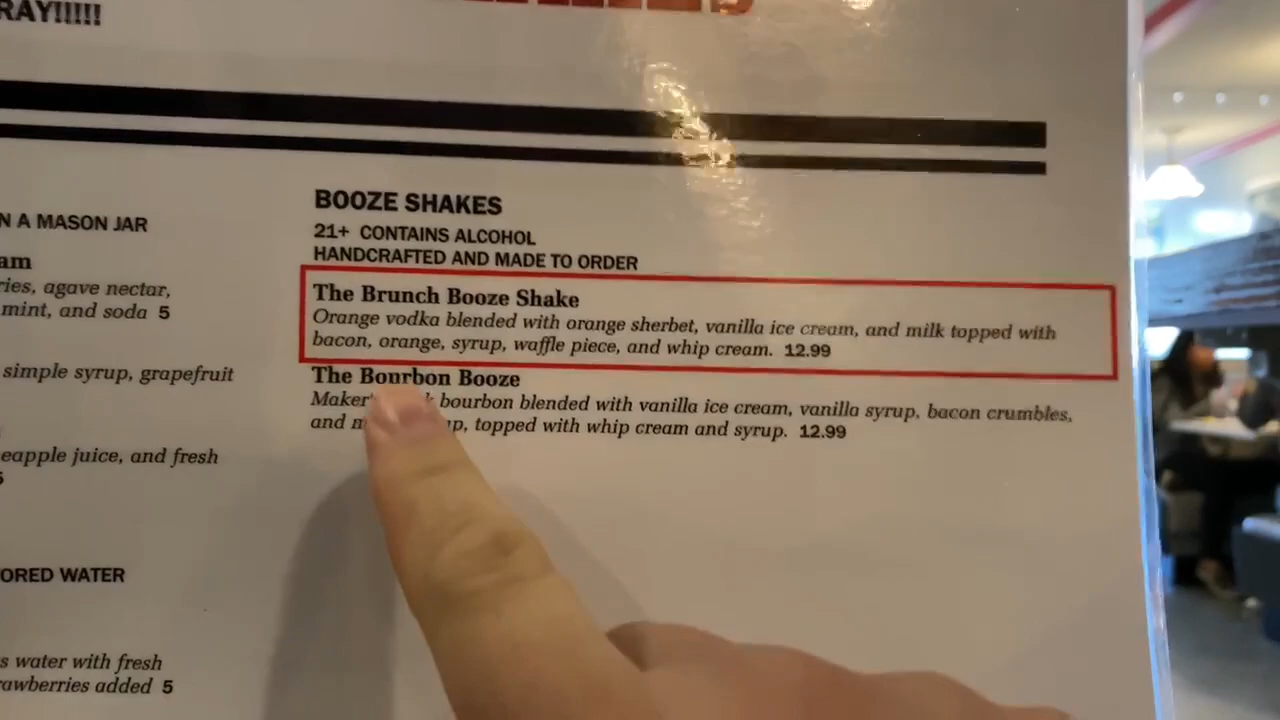 RAY!!!!!
N A MASON JAR
am
ries, agave nectar,
mint, and soda 5
simple syrup, grapefruit
eapple juice, and fresh
ORED WATER
s water with fresh
rawberries added 5
BOOZE SHAKES
21+ CONTAINS ALCOHOL
HANDCRAFTED AND MADE TO ORDER
The Brunch Booze Shake
Orange vodka blended with orange sherbet, vanilla ice cream, and milk topped with
bacon, orange, syrup, waffle piece, and whip cream. 12.99
The Bourbon Booze
bourbon blended with vanilla ice cream, vanilla syrup, bacon crumbles,
and topped with whip cream and syrup. 12.99